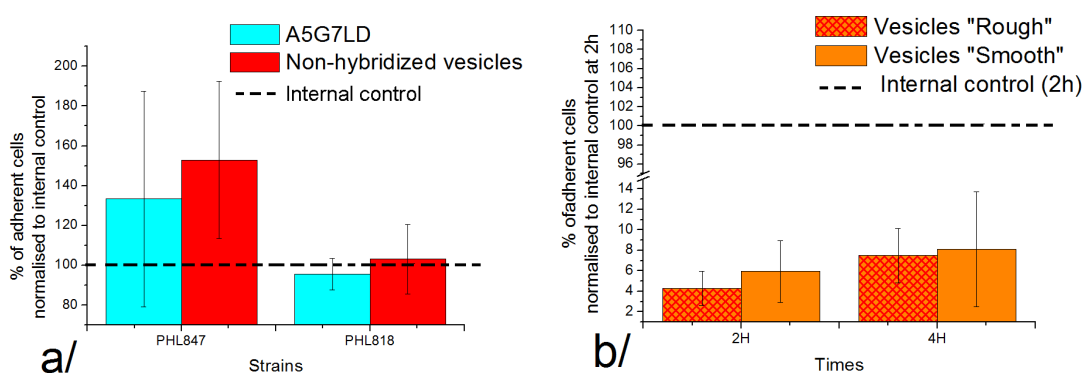 A5G7LD
Non-hybridized vesicles
Internal control
200
180
160
140
120
100
80
% of adherent cells
normalised to internal control
PHL847
PHL818
Strains
a/
Vesicles "Rough"
Vesicles "Smooth"
Internal control (2h)
110
108
106
104
102
100
98
96
14
12
10
8
6
4
2
% ofadherent cells
normalised to internal control at 2h
2H
4H
Times
b/